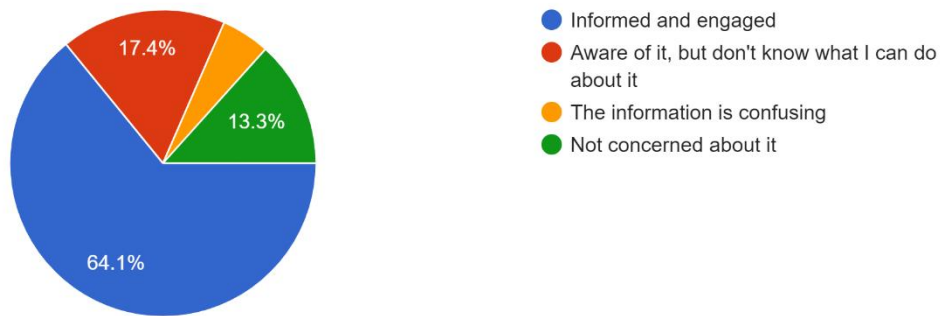 17.4%
13.3%
64.1%
Informed and engaged
Aware of it, but don't know what I can do
about it
The information is confusing
Not concerned about it